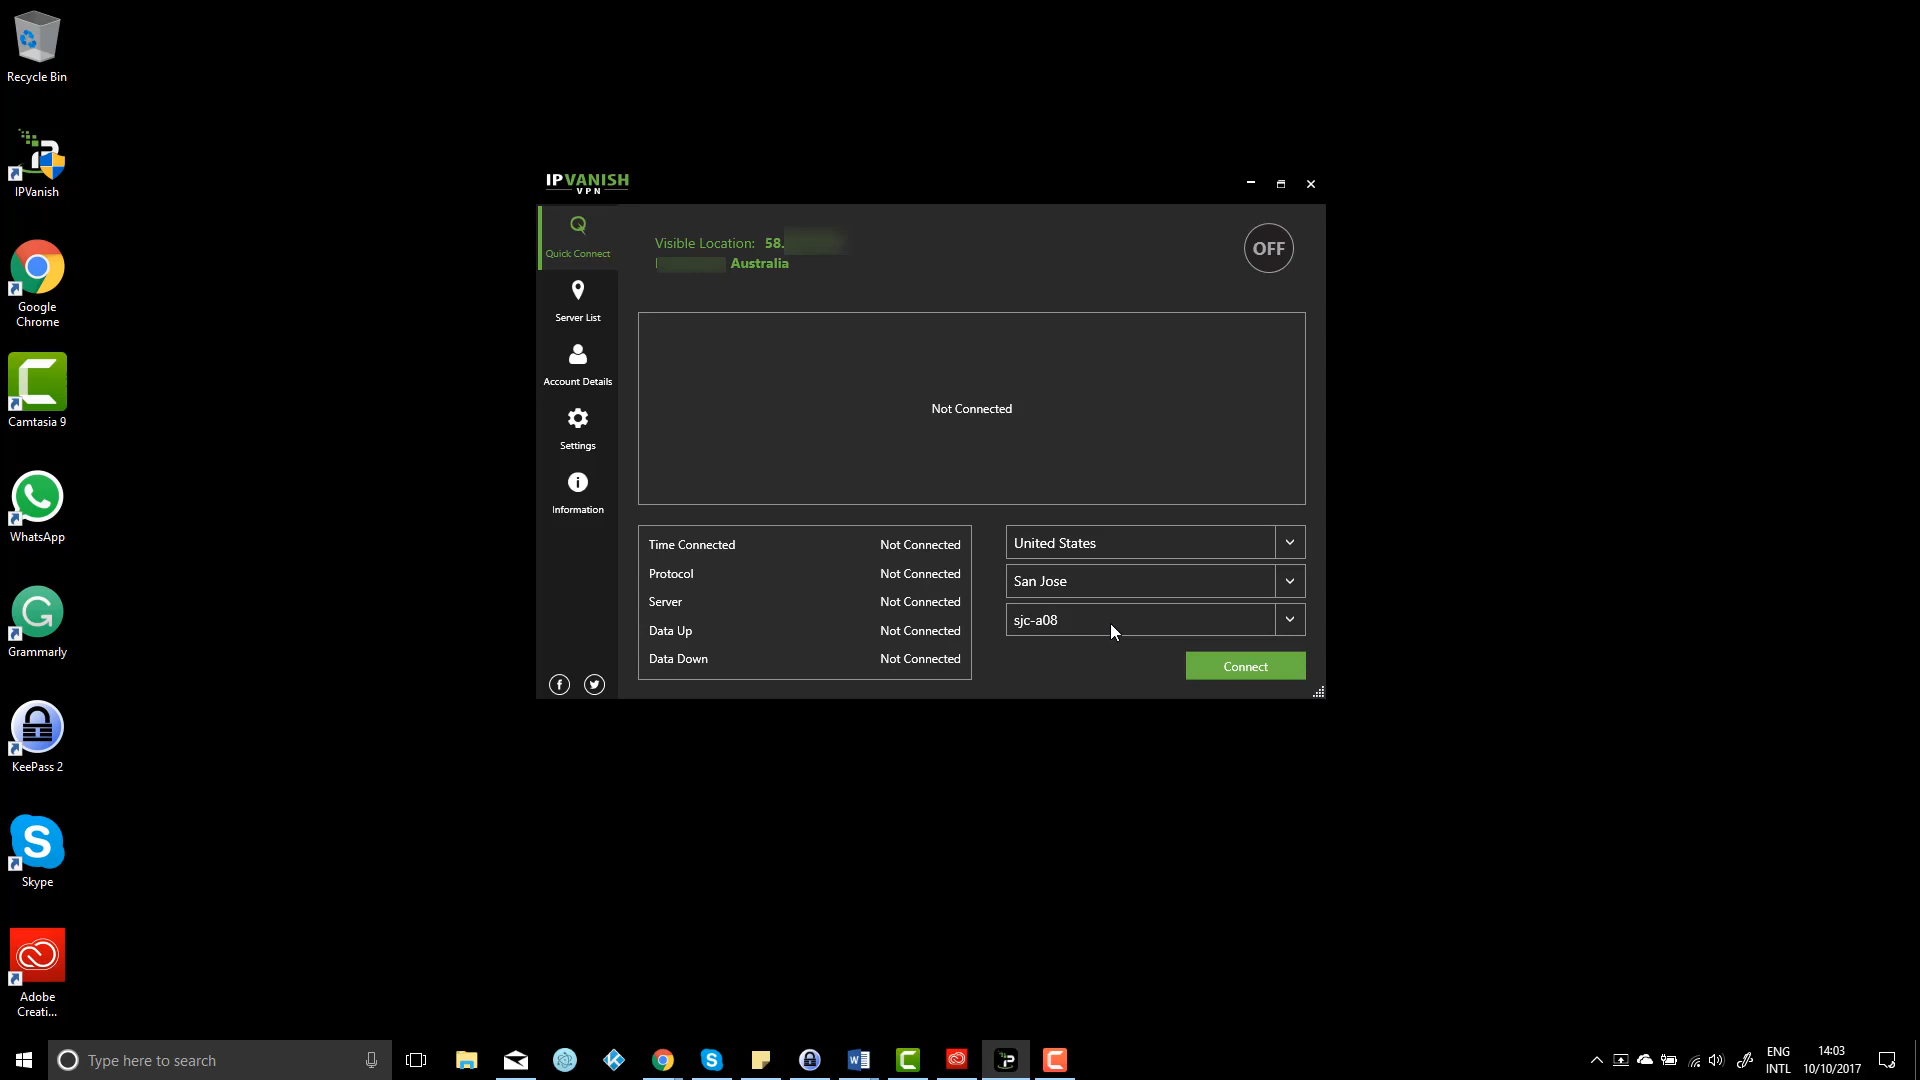 Recycle Bin
IPVanish
Google
Chrome
Camtasia 9
WhatsApp
Grammarly
KeePass 2
Skype
Adobe
Creati...
IPVANISH
VPN
Quick Connect
Server List
Account Details
Settings
Information
Visible Location: 58.
Australia
OFF
Not Connected
Time Connected Not Connected
Protocol Not Connected
Server Not Connected
Data Up Not Connected
Data Down Not Connected
United States
San Jose
sjc-a08
Connect
Type here to search
ENG
INTL
14:03
10/10/2017